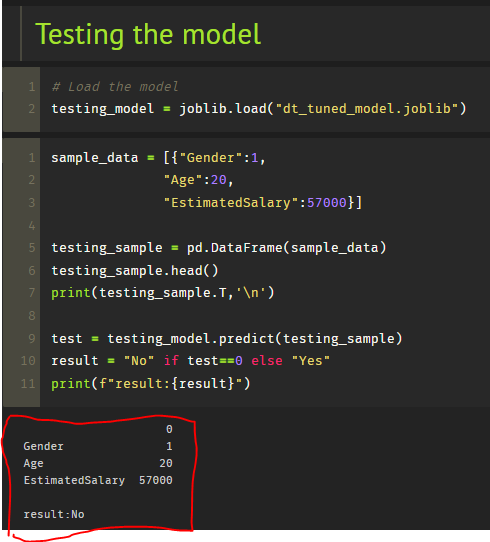 Testing the model
1 # Load the model
2 testing_model = joblib.load("dt_tuned_model.joblib")
1 sample_data = [{"Gender":1,
2 "Age":20,
3 "EstimatedSalary":57000}]
4
5 testing_sample = pd.DataFrame(sample_data)
6 testing_sample.head()
7 print(testing_sample.T,'\n')
8
9 test = testing_model.predict(testing_sample)
10 result = "No" if test==0 else "Yes"
11 print(f"result:{result}")
0
Gender 1
Age 20
EstimatedSalary 57000
result:No